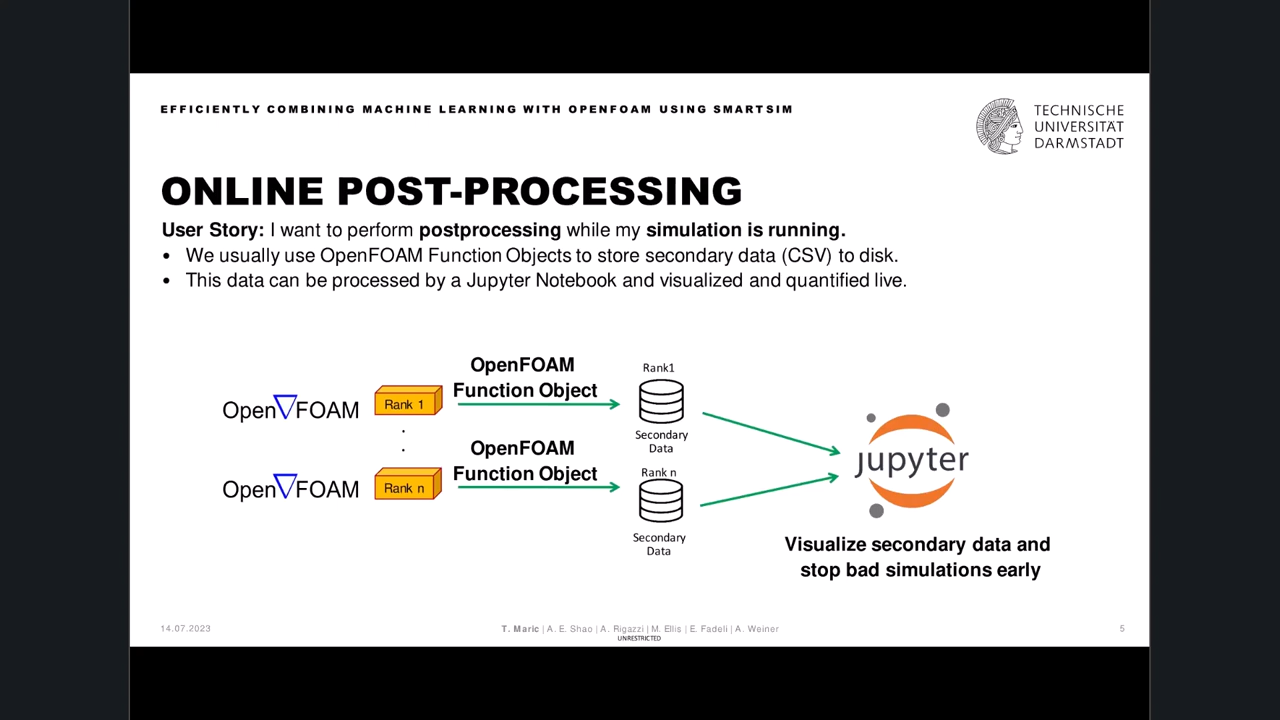 EFFICIENTLY COMBINING MACHINE LEARNING WITH OPENFOAM USING SMARTSIM
TECHNISCHE
UNIVERSITÄT
DARMSTADT
ONLINE POST-PROCESSING
User Story: I want to perform postprocessing while my simulation is running.
• We usually use OpenFOAM Function Objects to store secondary data (CSV) to disk.
• This data can be processed by a Jupyter Notebook and visualized and quantified live.
OpenFOAM
Function Object
Rank1
Open▽FOAM
Rank 1
Secondary
Data
OpenFOAM
Function Object
Rank n
Open▽FOAM
Rank n
Secondary
Data
jupyter
Visualize secondary data and
stop bad simulations early
14.07.2023
T. Maric | A. E. Shao | A. Rigazzi | M. Ellis | E. Fadeli | A. Weiner
UNRESTRICTED
5